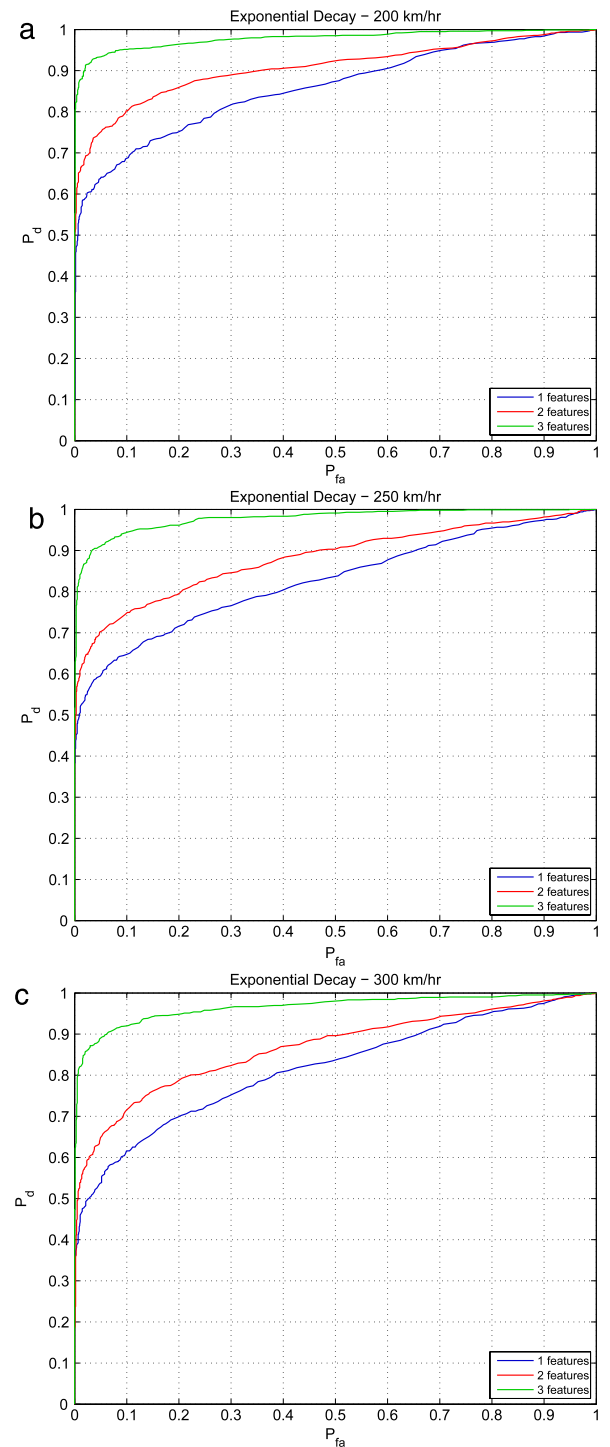 a
Exponential Decay − 200 km/hr
1
0.9
0.8
0.7
0.6
0.5
0.4
0.3
0.2
0.1
0
P_d
1 features
2 features
3 features
0 0.1 0.2 0.3 0.4 0.5 0.6 0.7 0.8 0.9 1
P_fa
b
Exponential Decay − 250 km/hr
1
0.9
0.8
0.7
0.6
0.5
0.4
0.3
0.2
0.1
0
P_d
1 features
2 features
3 features
0 0.1 0.2 0.3 0.4 0.5 0.6 0.7 0.8 0.9 1
P_fa
c
Exponential Decay − 300 km/hr
1
0.9
0.8
0.7
0.6
0.5
0.4
0.3
0.2
0.1
0
P_d
1 features
2 features
3 features
0 0.1 0.2 0.3 0.4 0.5 0.6 0.7 0.8 0.9 1
P_fa